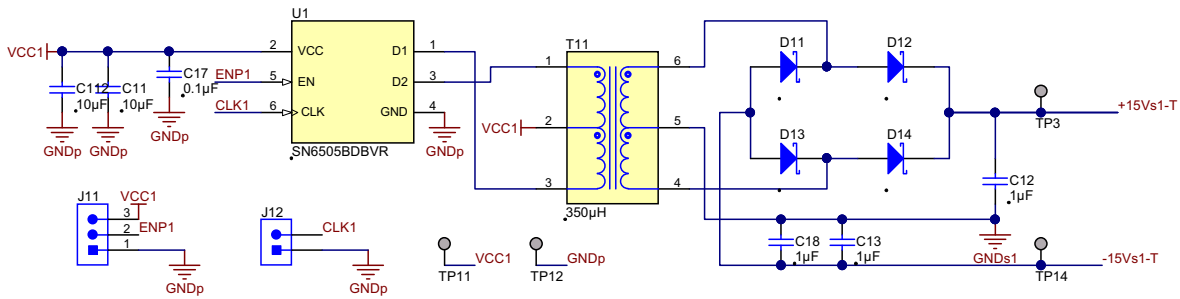 U1
VCC1
2
VCC
D1
1
C112
10µF
C11
10µF
C17
0.1µF
ENP1
5
EN
D2
3
CLK1
6
CLK
GND
4
GNDp
GNDp
GNDp
GNDp
SN6505BDBVR
T11
1
6
VCC1
2
5
3
4
350µH
D11
D12
D13
D14
TP3
+15Vs1-T
C12
1µF
C18
1µF
C13
1µF
GNDs1
TP14
-15Vs1-T
J11
VCC1
3
ENP1
2
1
GNDp
J12
CLK1
GNDp
TP11
VCC1
TP12
GNDp